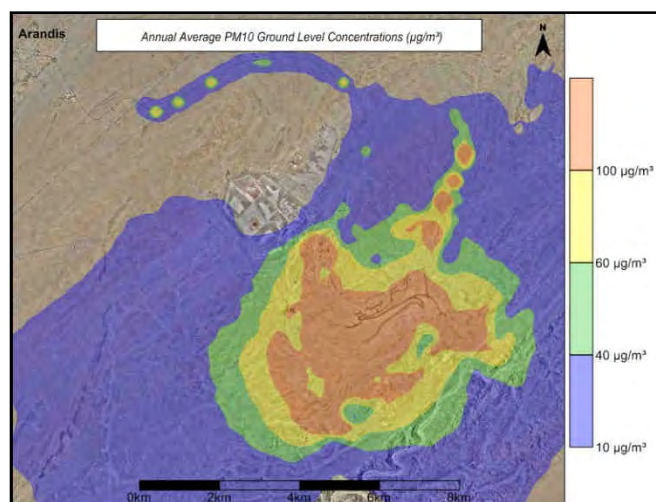 Arandis
Annual Average PM10 Ground Level Concentrations (µg/m³)
N
100 µg/m³
60 µg/m³
40 µg/m³
10 µg/m³
0km 2km 4km 6km 8km